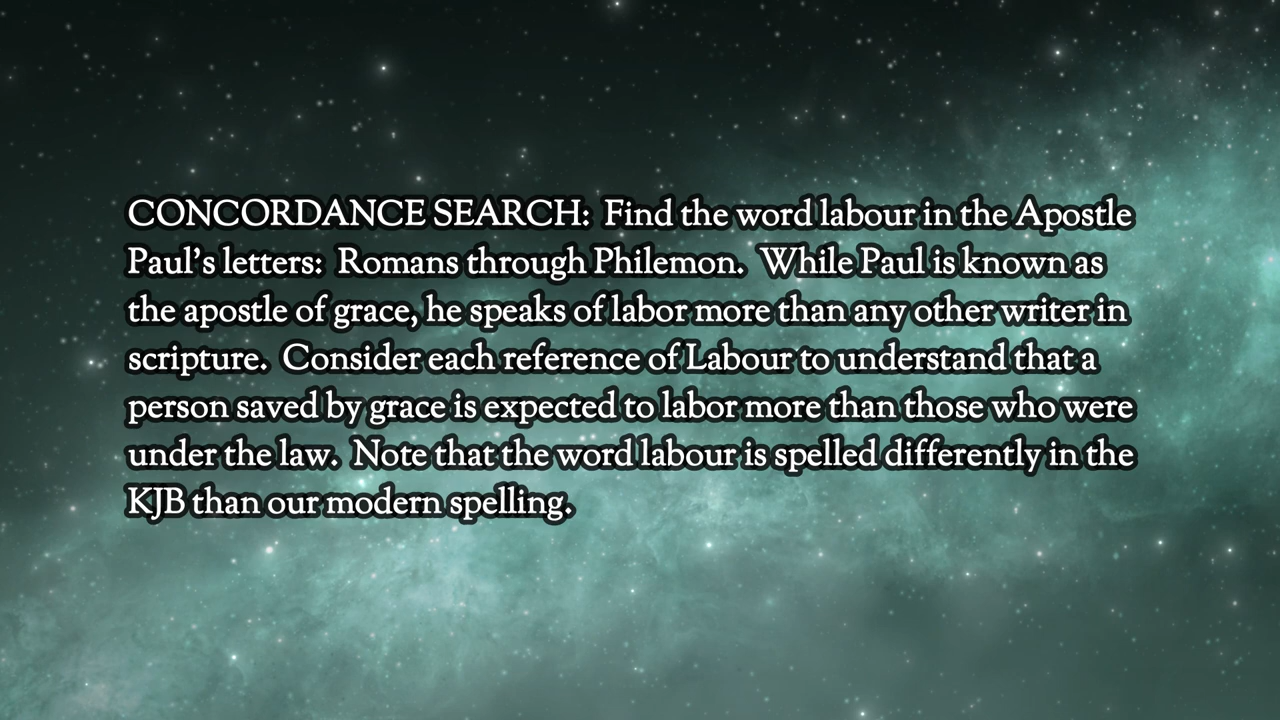 CONCORDANCE SEARCH:  Find the word labour in the Apostle
Paul’s letters:  Romans through Philemon.  While Paul is known as
the apostle of grace, he speaks of labor more than any other writer in
scripture.  Consider each reference of Labour to understand that a
person saved by grace is expected to labor more than those who were
under the law.  Note that the word labour is spelled differently in the
KJB than our modern spelling.